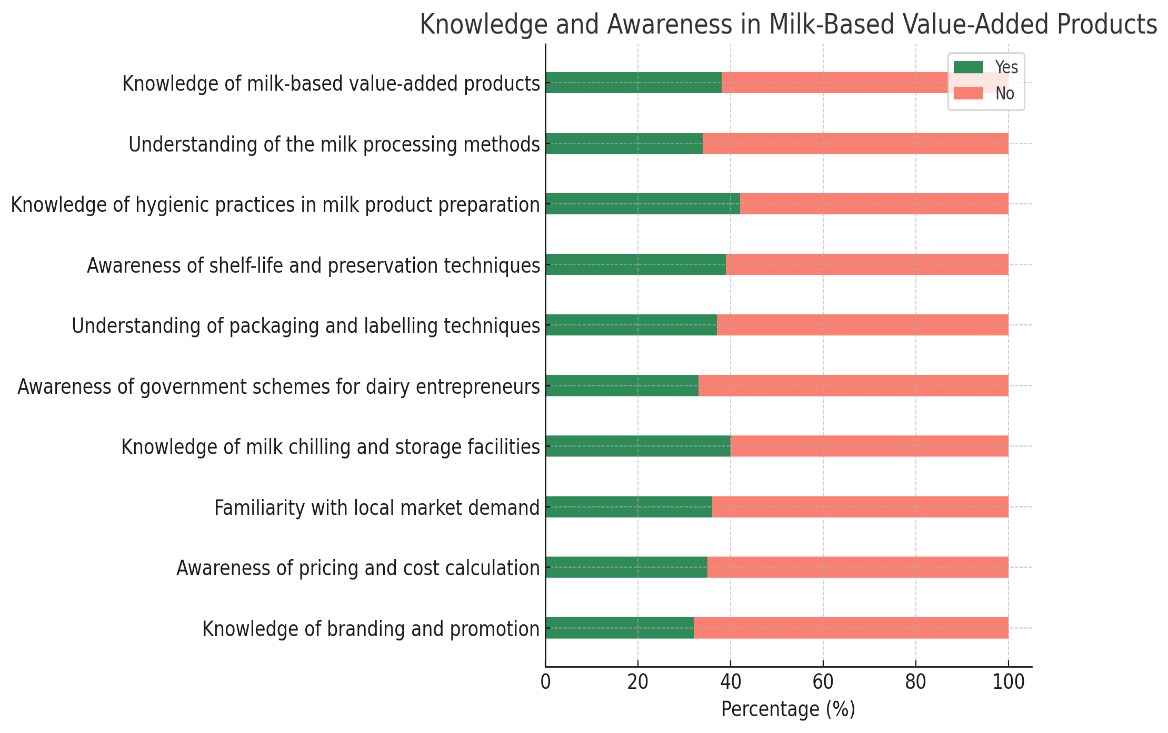 Knowledge and Awareness in Milk-Based Value-Added Products
Yes
No
Knowledge of milk-based value-added products
Understanding of the milk processing methods
Knowledge of hygienic practices in milk product preparation
Awareness of shelf-life and preservation techniques
Understanding of packaging and labelling techniques
Awareness of government schemes for dairy entrepreneurs
Knowledge of milk chilling and storage facilities
Familiarity with local market demand
Awareness of pricing and cost calculation
Knowledge of branding and promotion
0 20 40 60 80 100
Percentage (%)